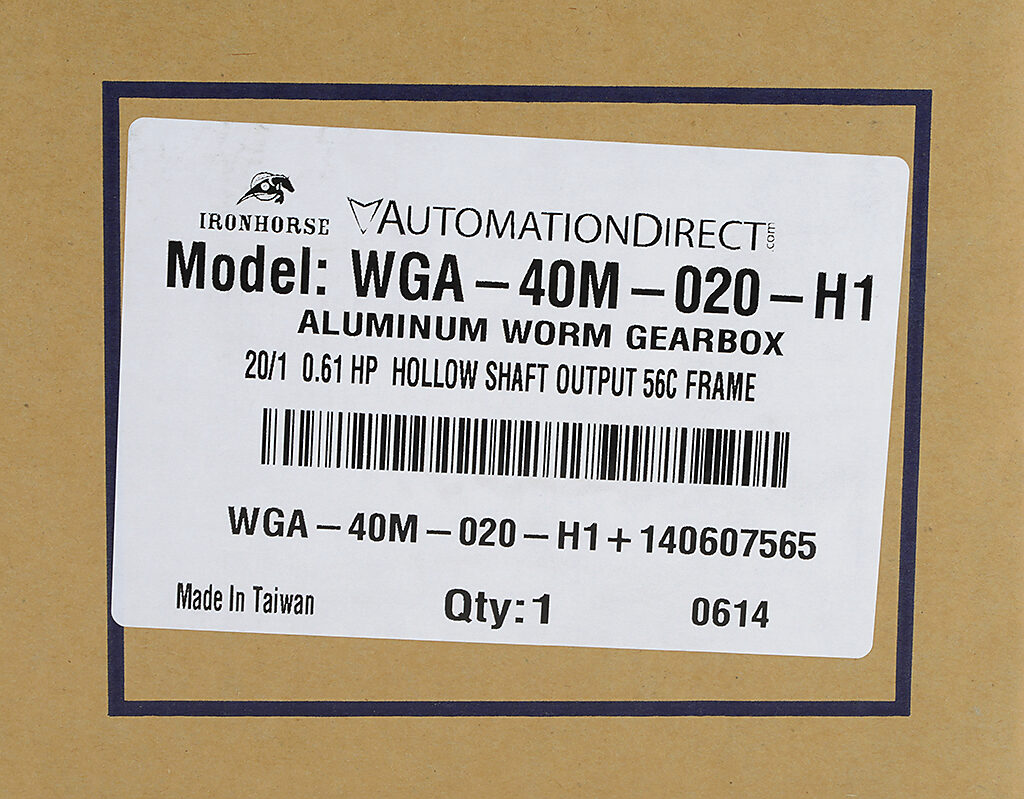 IRONHORSE
AUTOMATIONDIRECT.com
Model: WGA-40M-020-H1
ALUMINUM WORM GEARBOX
20/1 0.61 HP HOLLOW SHAFT OUTPUT 56C FRAME
WGA-40M-020-H1+140607565
Made In Taiwan Qty:1 0614